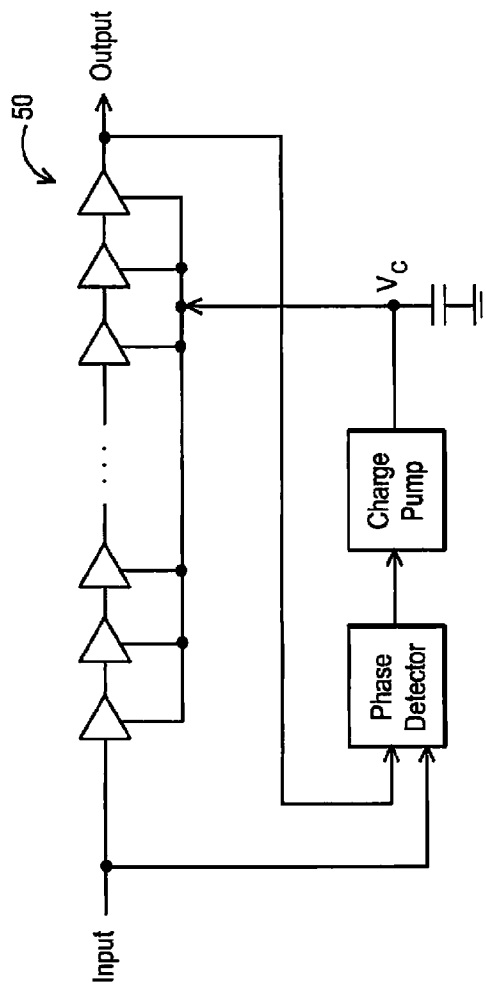 50
Output
Input
. . .
V_C
Charge
Pump
Phase
Detector